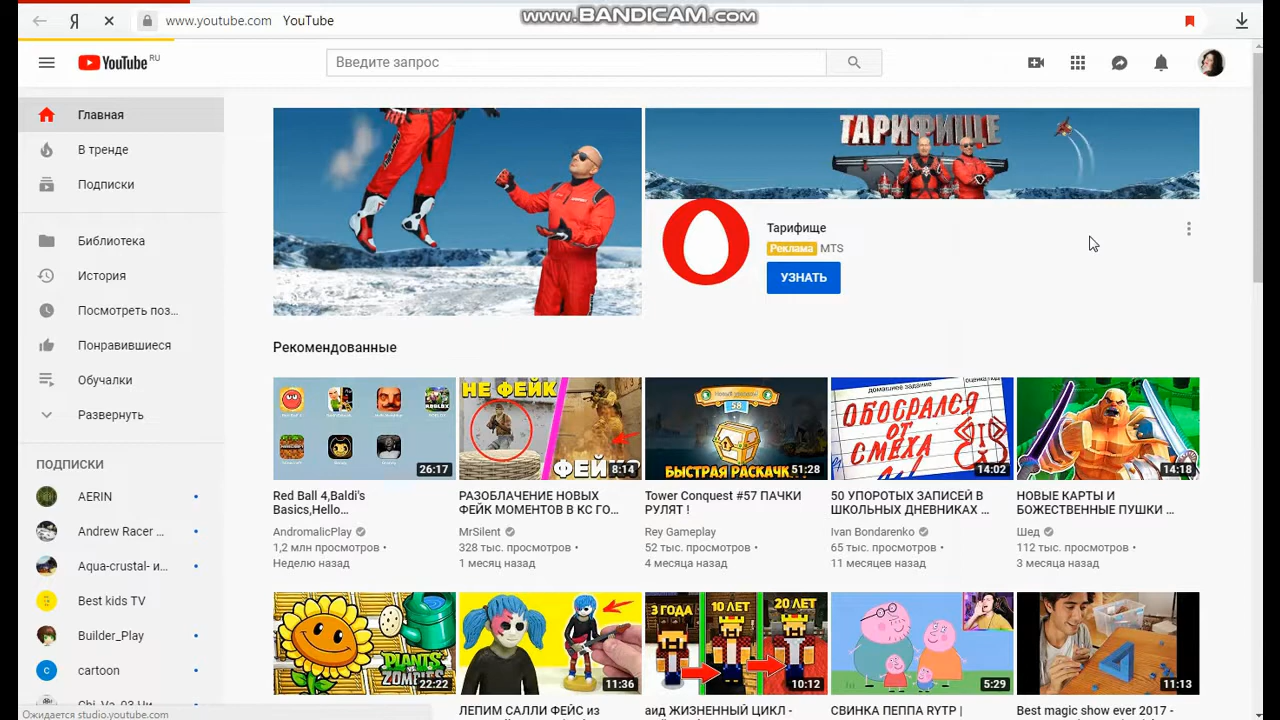 www.BANDICAM.com
Я www.youtube.com YouTube
YouTube RU
Введите запрос
Главная
В тренде
Подписки
Библиотека
История
Посмотреть поз...
Понравившиеся
Обучалки
Развернуть
ПОДПИСКИ
AERIN
Andrew Racer ...
Aqua-crustal- и...
Best kids TV
Builder_Play
c cartoon
ТАРИФИЩЕ
Тарифище
Реклама MTS
УЗНАТЬ
Рекомендованные
26:17
Red Ball 4,Baldi's
Basics,Hello...
AndromalicPlay
1,2 млн просмотров •
Неделю назад
НЕ ФЕЙК
ФЕЙК
8:14
РАЗОБЛАЧЕНИЕ НОВЫХ
ФЕЙК МОМЕНТОВ В КС ГО...
MrSilent
328 тыс. просмотров •
1 месяц назад
58
БЫСТРАЯ РАСКАЧК
51:28
Tower Conquest #57 ПАЧКИ
РУЛЯТ !
Rey Gameplay
52 тыс. просмотров •
4 месяца назад
домашнее задание
ОБОСРАЛСЯ
ОТ
СМЕХА
14:02
50 УПОРОТЫХ ЗАПИСЕЙ В
ШКОЛЬНЫХ ДНЕВНИКАХ ...
Ivan Bondarenko
65 тыс. просмотров •
11 месяцев назад
14:18
НОВЫЕ КАРТЫ И
БОЖЕСТВЕННЫЕ ПУШКИ ...
Шед
112 тыс. просмотров •
3 месяца назад
PLANTS
VS
ZOMBIES
22:22
11:36
ЛЕПИМ САЛЛИ ФЕЙС из
3 ГОДА
10 ЛЕТ
20 ЛЕТ
10:12
аид ЖИЗНЕННЫЙ ЦИКЛ -
5:29
СВИНКА ПЕППА RYTP |
11:13
Best magic show ever 2017 -
Ожидается studio.youtube.com